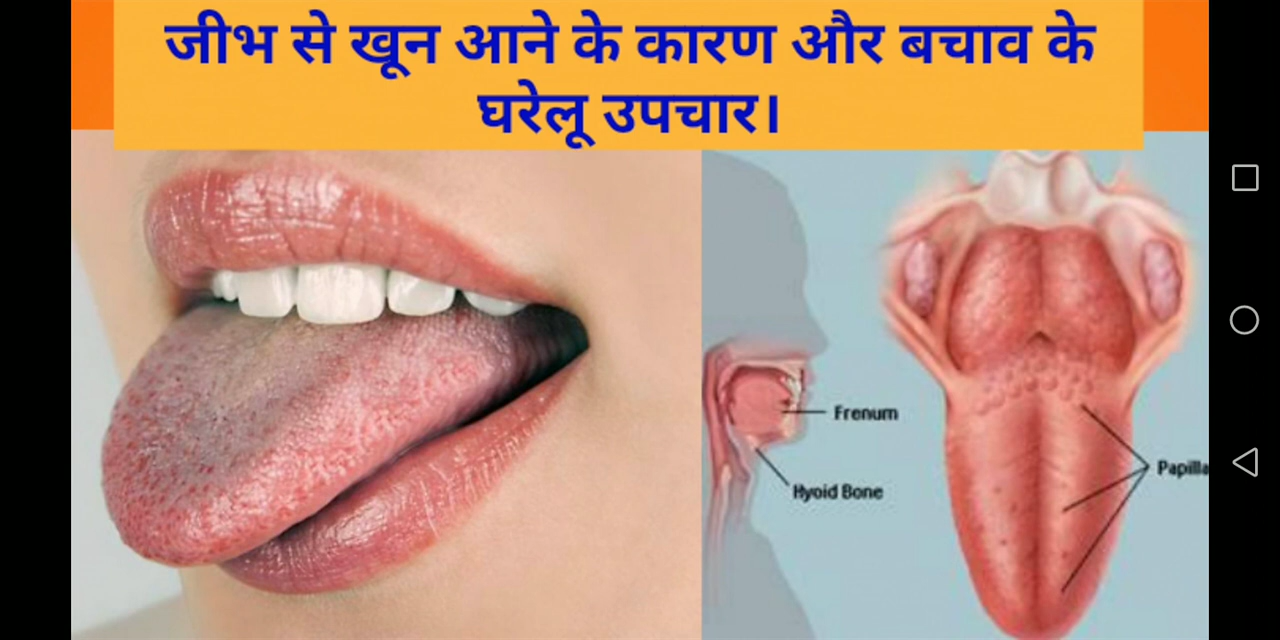 जीभ से खून आने के कारण और बचाव के
घरेलू उपचार।
Frenum
Hyoid Bone
Papilla